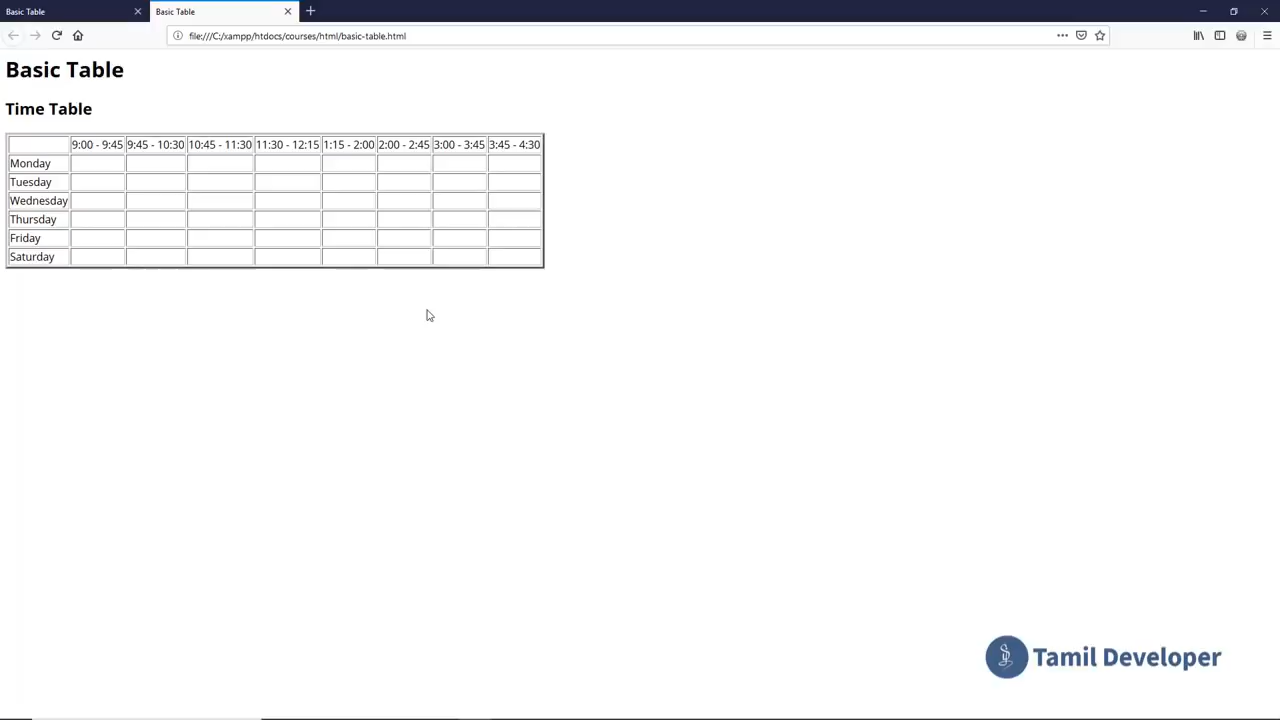 Basic Table
Basic Table
file:///C:/xampp/htdocs/courses/html/basic-table.html
Basic Table
Time Table
9:00 - 9:45 9:45 - 10:30 10:45 - 11:30 11:30 - 12:15 1:15 - 2:00 2:00 - 2:45 3:00 - 3:45 3:45 - 4:30
Monday
Tuesday
Wednesday
Thursday
Friday
Saturday
Tamil Developer